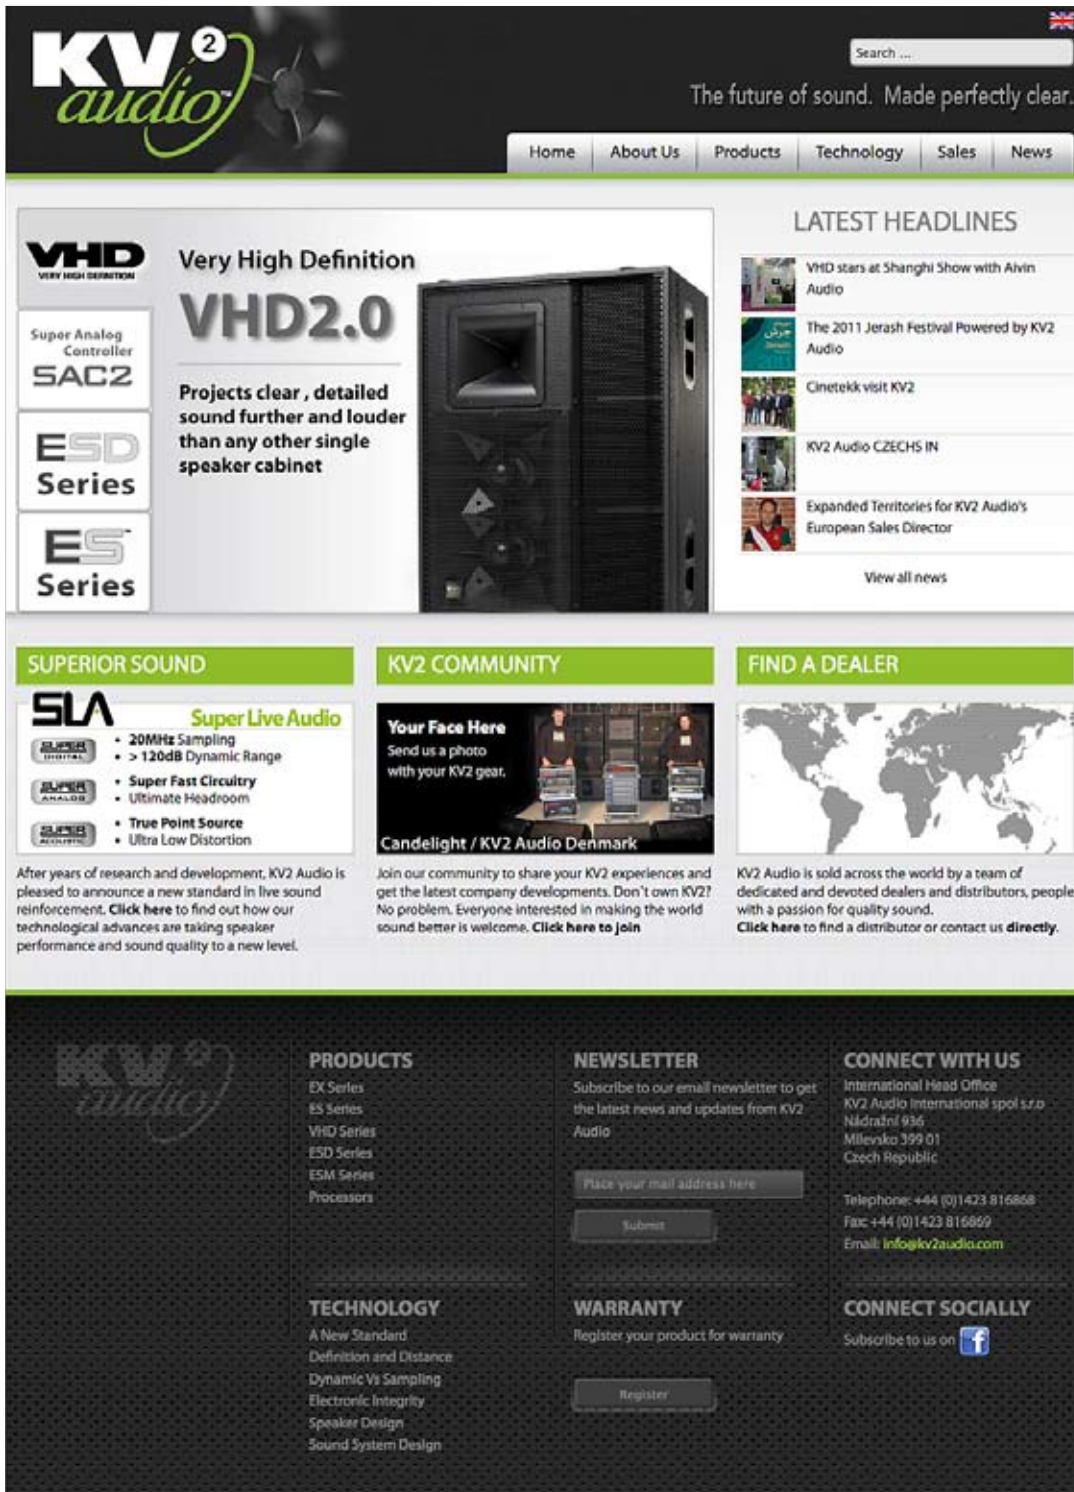 KV2 audio™
Search ...
The future of sound. Made perfectly clear.
Home
About Us
Products
Technology
Sales
News
VHD
VERY HIGH DEFINITION
Super Analog
Controller
SAC2
ESD
Series
ES™
Series
Very High Definition
VHD2.0
Projects clear , detailed
sound further and louder
than any other single
speaker cabinet
LATEST HEADLINES
VHD stars at Shanghi Show with Alvin
Audio
The 2011 Jerash Festival Powered by KV2
Audio
Cinetekk visit KV2
KV2 Audio CZECHS IN
Expanded Territories for KV2 Audio's
European Sales Director
View all news
SUPERIOR SOUND
SLA
Super Live Audio
SUPER
DIGITAL
• 20MHz Sampling
• > 120dB Dynamic Range
SUPER
ANALOG
• Super Fast Circuitry
• Ultimate Headroom
SUPER
ACOUSTIC
• True Point Source
• Ultra Low Distortion
After years of research and development, KV2 Audio is
pleased to announce a new standard in live sound
reinforcement. Click here to find out how our
technological advances are taking speaker
performance and sound quality to a new level.
KV2 COMMUNITY
Your Face Here
Send us a photo
with your KV2 gear.
Candelight / KV2 Audio Denmark
Join our community to share your KV2 experiences and
get the latest company developments. Don't own KV2?
No problem. Everyone interested in making the world
sound better is welcome. Click here to join
FIND A DEALER
KV2 Audio is sold across the world by a team of
dedicated and devoted dealers and distributors, people
with a passion for quality sound.
Click here to find a distributor or contact us directly.
KV2 audio
PRODUCTS
EX Series
ES Series
VHD Series
ESD Series
ESM Series
Processors
NEWSLETTER
Subscribe to our email newsletter to get
the latest news and updates from KV2
Audio
Place your mail address here
Submit
CONNECT WITH US
International Head Office
KV2 Audio International spol s.r.o
Nádražní 936
Milevsko 399 01
Czech Republic
Telephone: +44 (0)1423 816868
Fax: +44 (0)1423 816869
Email: info@kv2audio.com
TECHNOLOGY
A New Standard
Definition and Distance
Dynamic Vs Sampling
Electronic Integrity
Speaker Design
Sound System Design
WARRANTY
Register your product for warranty
Register
CONNECT SOCIALLY
Subscribe to us on f